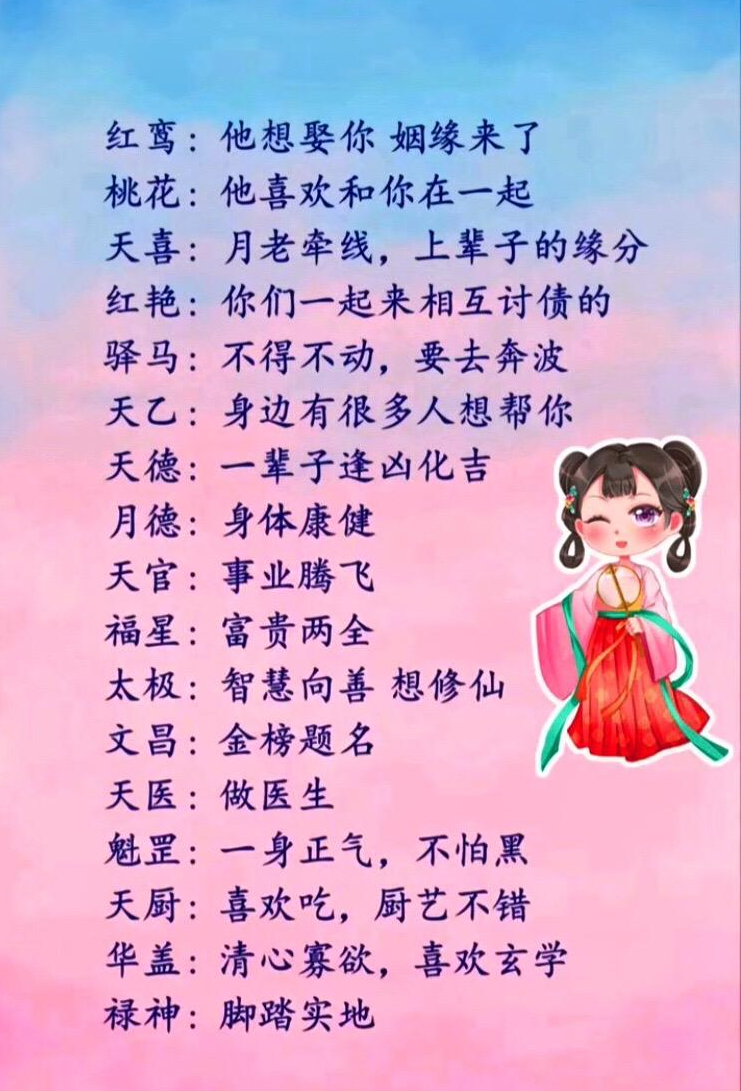 红鸾：他想娶你 姻缘来了
桃花：他喜欢和你在一起
天喜：月老牵线，上辈子的缘分
红艳：你们一起来相互讨债的
驿马：不得不动，要去奔波
天乙：身边有很多人想帮你
天德：一辈子逢凶化吉
月德：身体康健
天官：事业腾飞
福星：富贵两全
太极：智慧向善 想修仙
文昌：金榜题名
天医：做医生
魁罡：一身正气，不怕黑
天厨：喜欢吃，厨艺不错
华盖：清心寡欲，喜欢玄学
禄神：脚踏实地